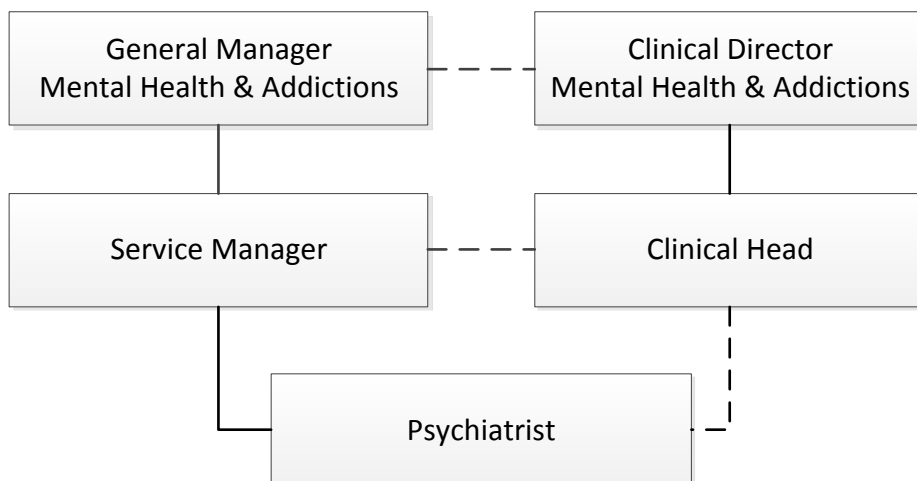 General Manager
Mental Health & Addictions
Clinical Director
Mental Health & Addictions
Service Manager
Clinical Head
Psychiatrist